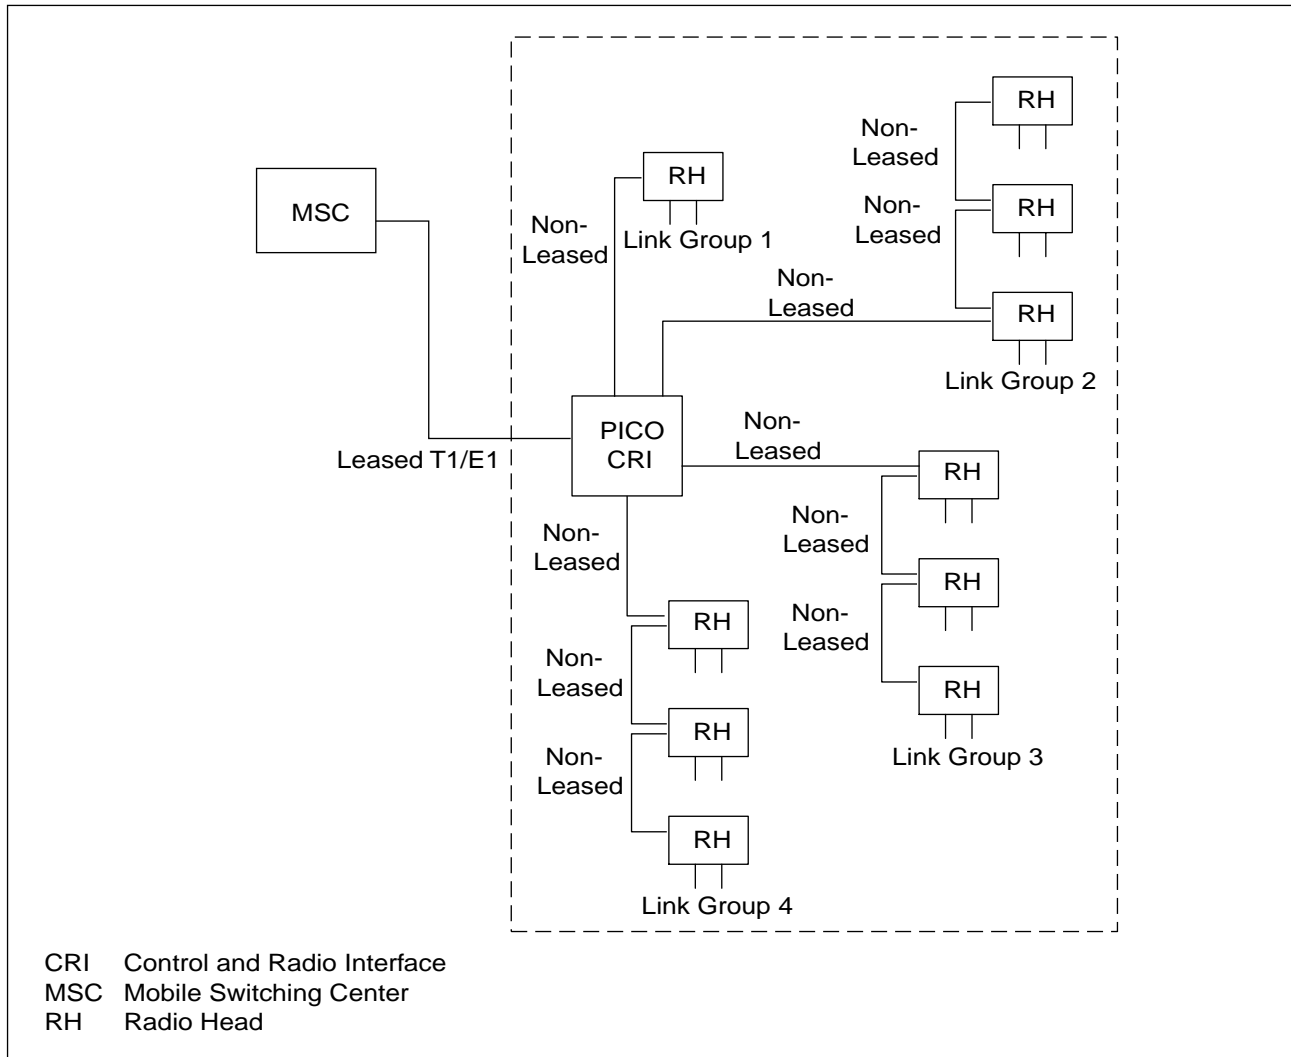 RH
Non-
Leased
RH
MSC
Non-
Leased
RH
Non-
Leased
Link Group 1
Non-
Leased
RH
Link Group 2
PICO
CRI
Non-
Leased
Leased T1/E1
RH
Non-
Leased
Non-
Leased
RH
RH
Non-
Leased
Non-
Leased
RH
RH
Link Group 3
Non-
Leased
RH
Link Group 4
CRI Control and Radio Interface
MSC Mobile Switching Center
RH Radio Head